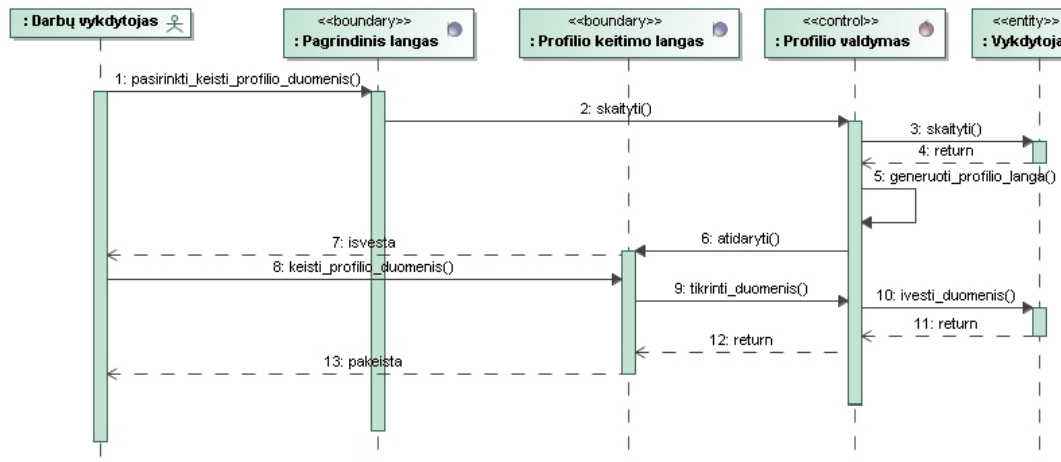 : Darbų vykdytojas
<<boundary>>
: Pagrindinis langas
<<boundary>>
: Profilio keitimo langas
<<control>>
: Profilio valdymas
<<entity>>
: Vykdytoja
1: pasirinkti_keisti_profilio_duomenis()
2: skaityti()
3: skaityti()
4: return
5: generuoti_profilio_langa()
6: atidaryti()
7: isvesta
8: keisti_profilio_duomenis()
9: tikrinti_duomenis()
10: ivesti_duomenis()
11: return
12: return
13: pakeista